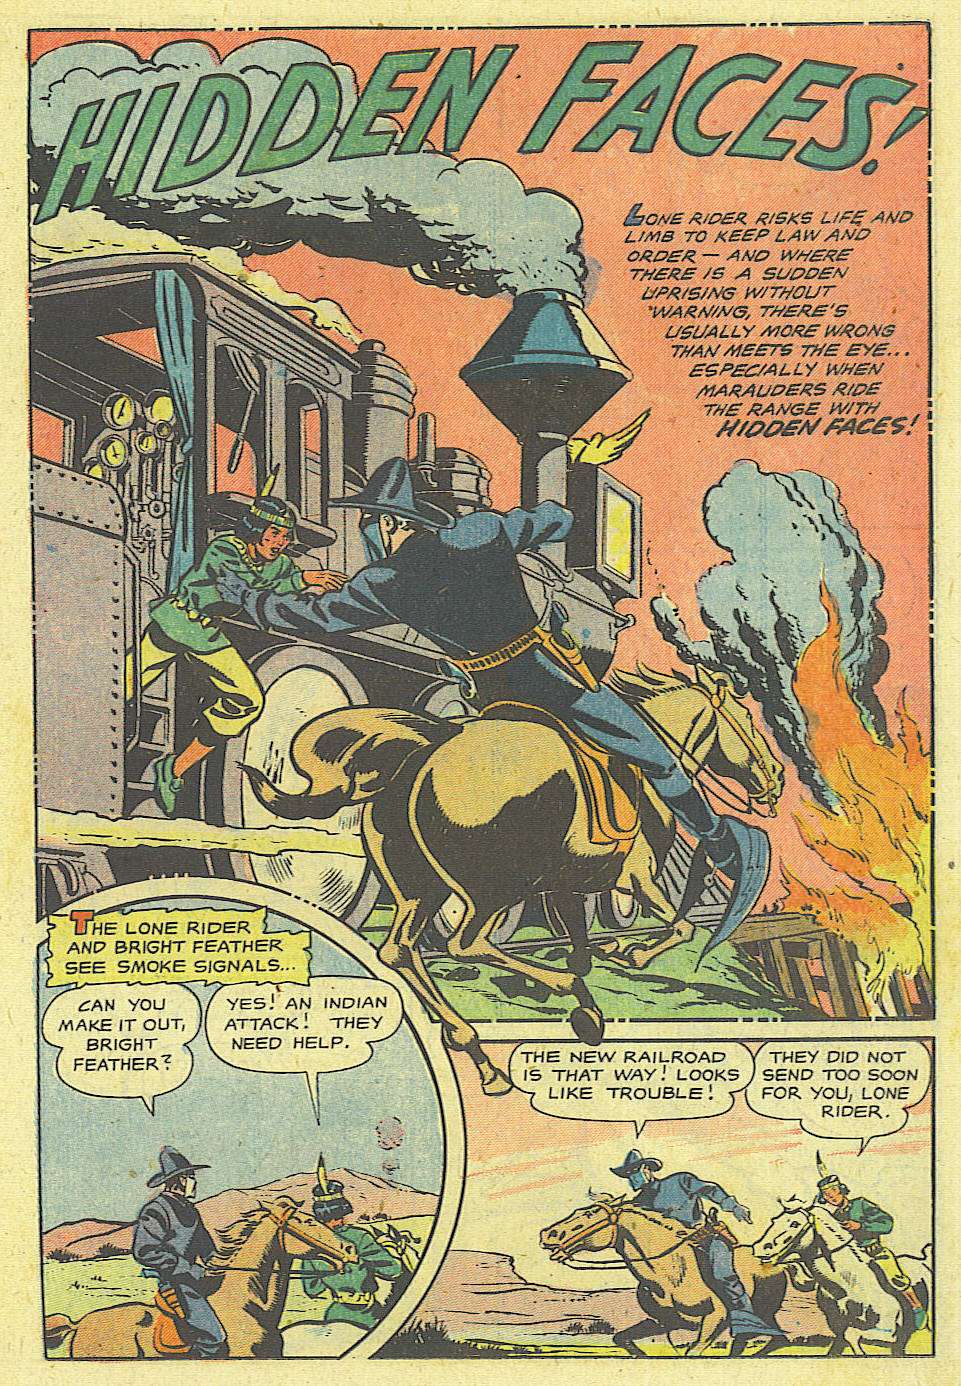 HIDDEN FACES!
LONE RIDER RISKS LIFE AND
LIMB TO KEEP LAW AND
ORDER — AND WHERE
THERE IS A SUDDEN
UPRISING WITHOUT
WARNING, THERE'S
USUALLY MORE WRONG
THAN MEETS THE EYE...
ESPECIALLY WHEN
MARAUDERS RIDE
THE RANGE WITH
HIDDEN FACES!
THE LONE RIDER
AND BRIGHT FEATHER
SEE SMOKE SIGNALS...
CAN YOU
MAKE IT OUT,
BRIGHT
FEATHER?
YES! AN INDIAN
ATTACK! THEY
NEED HELP.
THE NEW RAILROAD
IS THAT WAY! LOOKS
LIKE TROUBLE!
THEY DID NOT
SEND TOO SOON
FOR YOU, LONE
RIDER.